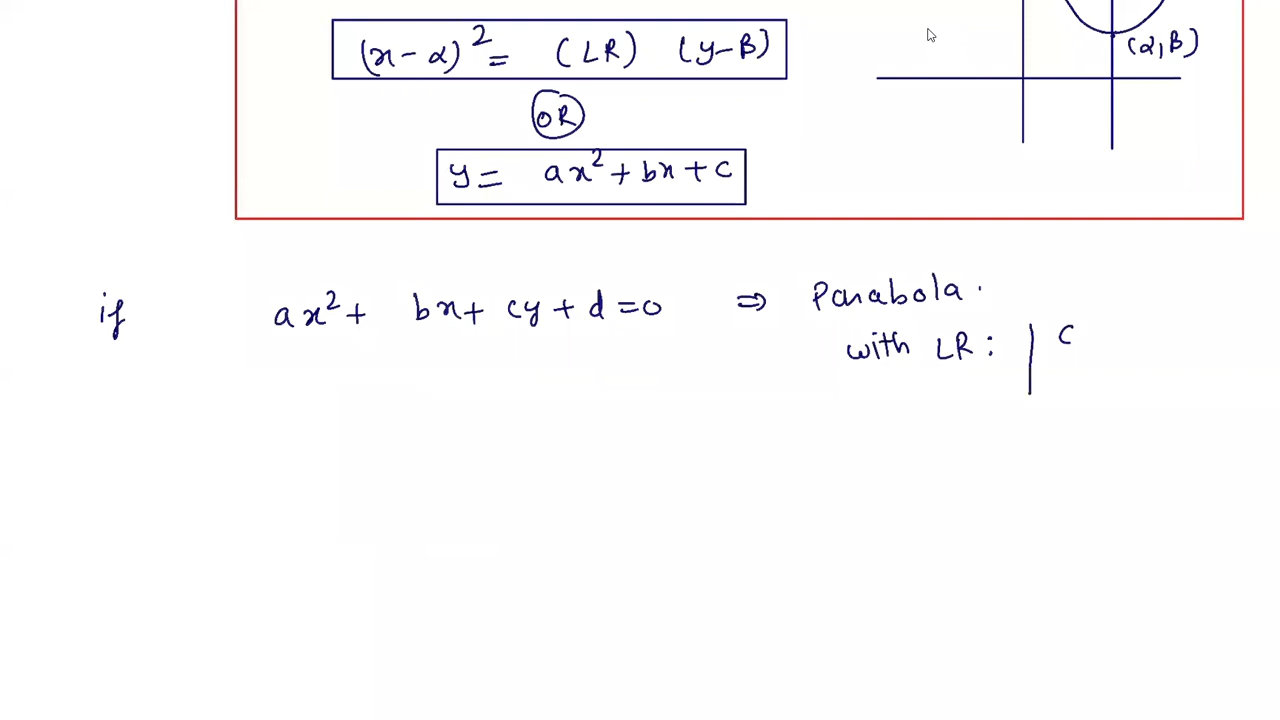 (x-α)² = (LR) (y-β)
(α,β)
OR
y = ax² + bx + c
if ax² + bx + cy + d = 0 ⇒ Parabola.
with LR: | c